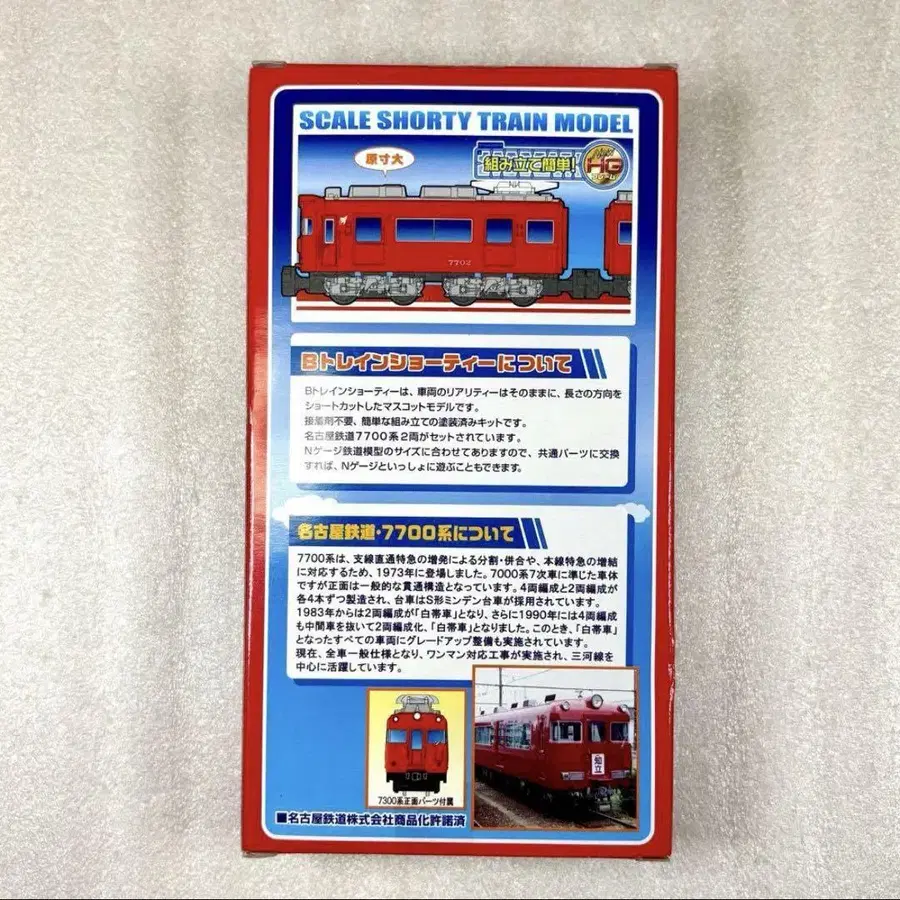 SCALE SHORTY TRAIN MODEL
原寸大
組み立て簡単!
HG
7702
Bトレインショーティーについて
Bトレインショーティーは、車両のリアリティーはそのままに、長さの方向を
ショートカットしたマスコットモデルです。
接着剤不要、簡単な組み立ての塗装済みキットです。
名古屋鉄道7700系2両がセットされています。
Nゲージ鉄道模型のサイズに合わせてありますので、共通パーツに交換
すれば、Nゲージといっしょに遊ぶこともできます。
名古屋鉄道・7700系について
7700系は、支線直通特急の増発による分割・併合や、本線特急の増結
に対応するため、1973年に登場しました。7000系7次車に準じた車体
ですが正面は一般的な貫通構造となっています。4両編成と2両編成が
各4本ずつ製造され、台車はS形ミンデン台車が採用されています。
1983年からは2両編成が「白帯車」となり、さらに1990年には4両編成
も中間車を抜いて2両編成化、「白帯車」となりました。このとき、「白帯車」
となったすべての車両にグレードアップ整備も実施されています。
現在、全車一般仕様となり、ワンマン対応工事が実施され、三河線を
中心に活躍しています。
知立
7300系正面パーツ付属
■名古屋鉄道株式会社商品化許諾済